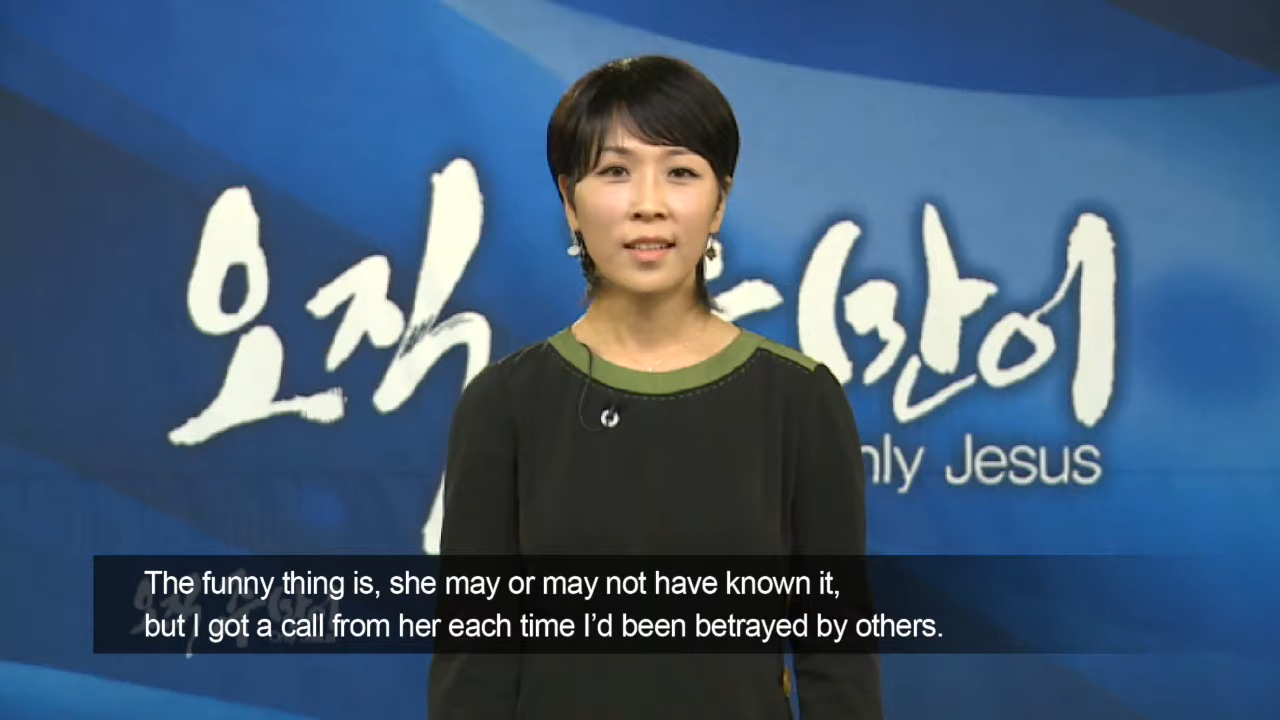 오직 주만이
nly Jesus
The funny thing is, she may or may not have known it,
but I got a call from her each time I'd been betrayed by others.